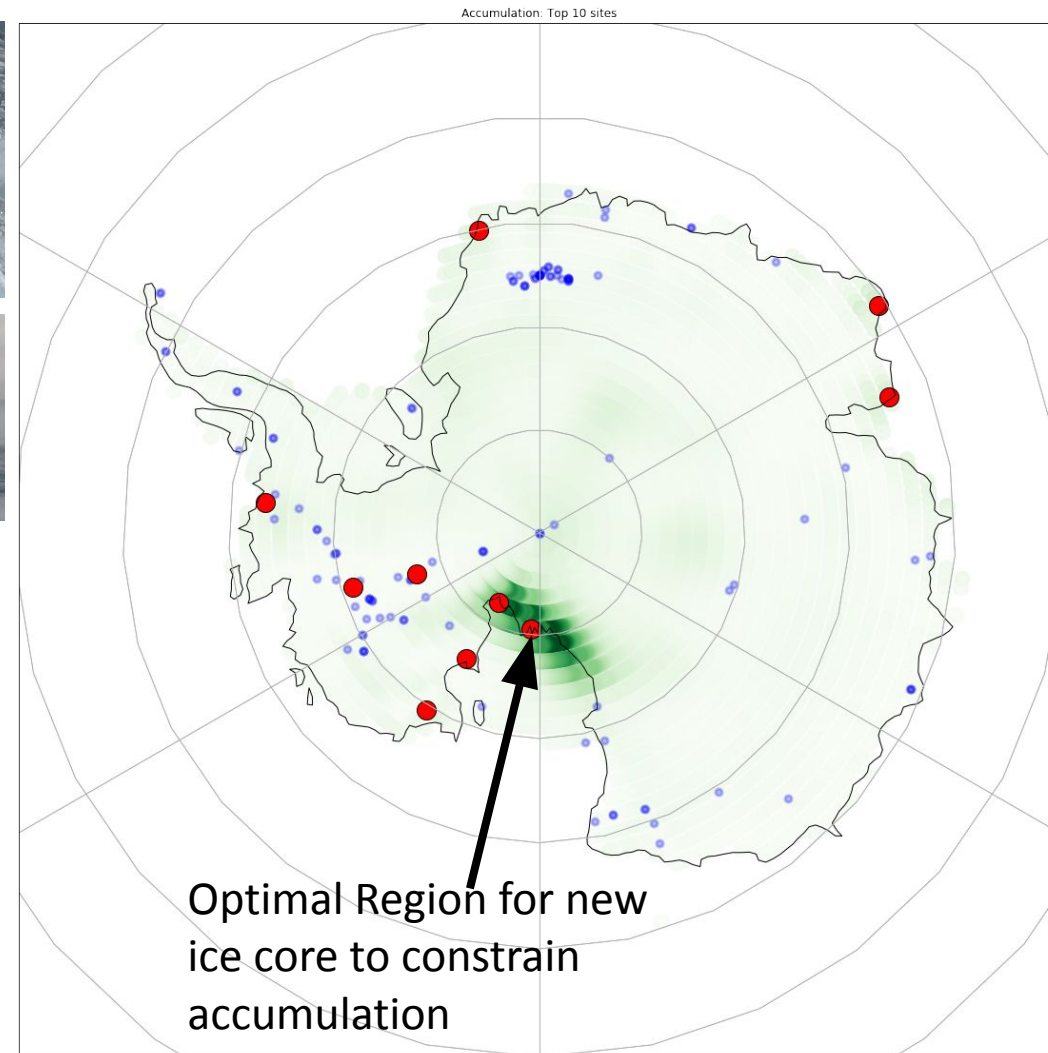 Accumulation: Top 10 sites
Optimal Region for new
ice core to constrain
accumulation